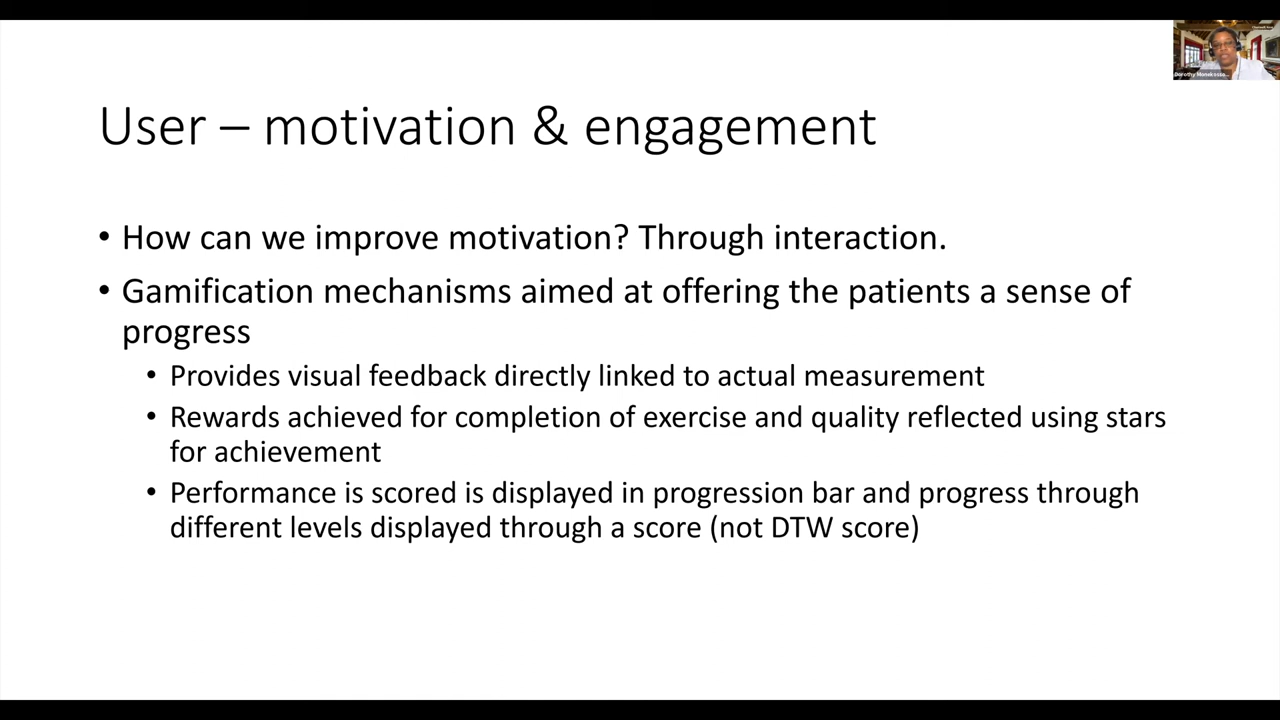 User – motivation & engagement
• How can we improve motivation? Through interaction.
• Gamification mechanisms aimed at offering the patients a sense of
progress
• Provides visual feedback directly linked to actual measurement
• Rewards achieved for completion of exercise and quality reflected using stars
for achievement
• Performance is scored is displayed in progression bar and progress through
different levels displayed through a score (not DTW score)
Dorothy